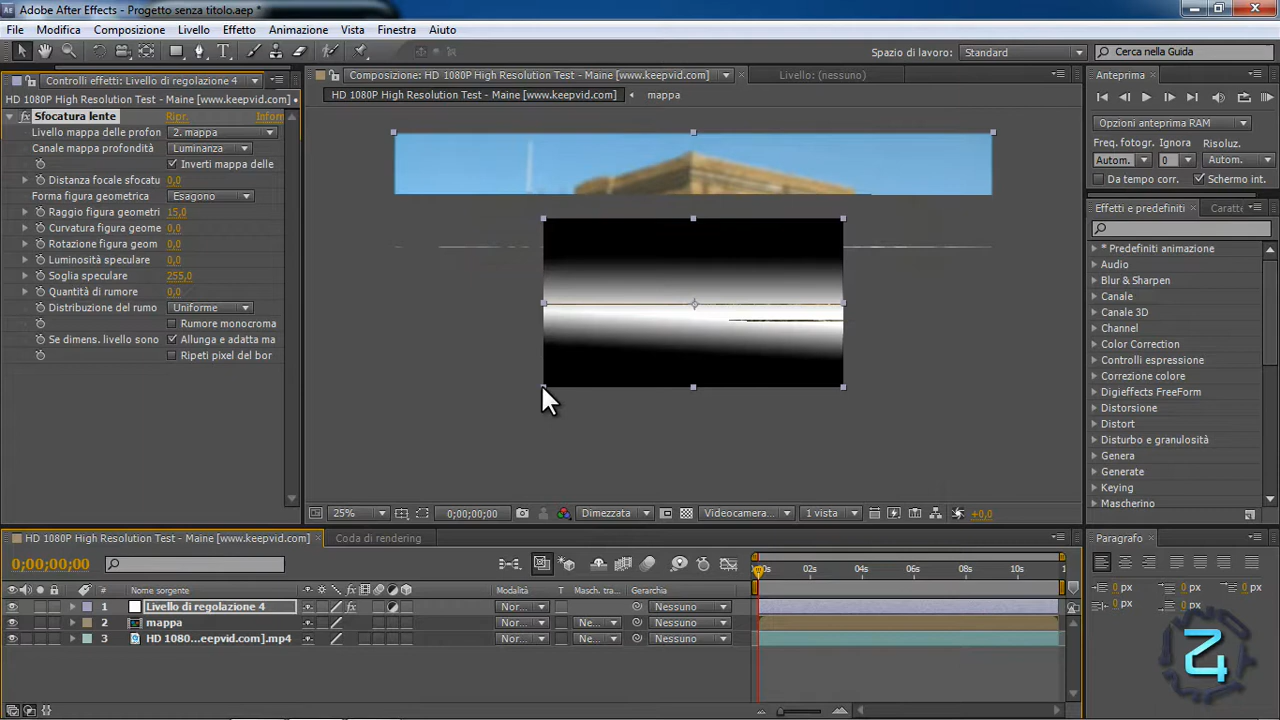 Adobe After Effects - Progetto senza titolo.aep *
File Modifica Composizione Livello Effetto Animazione Vista Finestra Aiuto
Spazio di lavoro: Standard Cerca nella Guida
Controlli effetti: Livello di regolazione 4
HD 1080P High Resolution Test - Maine [www.keepvid.com] •
Sfocatura lente Ripr. Inform
Livello mappa delle profon 2. mappa
Canale mappa profondità Luminanza
Inverti mappa delle
Distanza focale sfocatu 0,0
Forma figura geometrica Esagono
Raggio figura geometri 15,0
Curvatura figura geome 0,0
Rotazione figura geom 0,0
Luminosità speculare 0,0
Soglia speculare 255,0
Quantità di rumore 0,0
Distribuzione del rumo Uniforme
Rumore monocroma
Se dimens. livello sono Allunga e adatta ma
Ripeti pixel del bor
Composizione: HD 1080P High Resolution Test - Maine [www.keepvid.com] Livello: (nessuno)
HD 1080P High Resolution Test - Maine [www.keepvid.com] mappa
25% 0;00;00;00 Dimezzata Videocamera... 1 vista +0,0
Anteprima
Opzioni anteprima RAM
Freq. fotogr. Ignora Risoluz.
Autom. 0 Autom.
Da tempo corr. Schermo int.
Effetti e predefiniti Caratte
* Predefiniti animazione
Audio
Blur & Sharpen
Canale
Canale 3D
Channel
Color Correction
Controlli espressione
Correzione colore
Digieffects FreeForm
Distorsione
Distort
Disturbo e granulosità
Genera
Generate
Keying
Mascherino
HD 1080P High Resolution Test - Maine [www.keepvid.com] Coda di rendering
0;00;00;00
02s 04s 06s 08s 10s
# Nome sorgente Modalità T Masch. trac Gerarchia
1 Livello di regolazione 4 Nor... Nessuno
2 mappa Nor... Ne... Nessuno
3 HD 1080...eepvid.com].mp4 Nor... Ne... Nessuno
Paragrafo
0 px 0 px 0 px
0 px 0 px
Z4